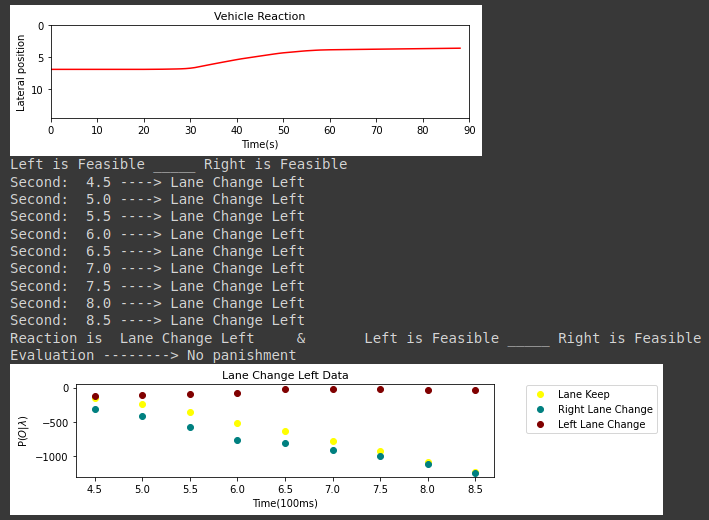 Vehicle Reaction
0
5
10
Lateral position
0 10 20 30 40 50 60 70 80 90
Time(s)
Left is Feasible _____ Right is Feasible
Second:  4.5 ----> Lane Change Left
Second:  5.0 ----> Lane Change Left
Second:  5.5 ----> Lane Change Left
Second:  6.0 ----> Lane Change Left
Second:  6.5 ----> Lane Change Left
Second:  7.0 ----> Lane Change Left
Second:  7.5 ----> Lane Change Left
Second:  8.0 ----> Lane Change Left
Second:  8.5 ----> Lane Change Left
Reaction is  Lane Change Left     &       Left is Feasible _____ Right is Feasible
Evaluation --------> No panishment
Lane Change Left Data
0
−500
−1000
P(O|λ)
4.5 5.0 5.5 6.0 6.5 7.0 7.5 8.0 8.5
Time(100ms)
Lane Keep
Right Lane Change
Left Lane Change